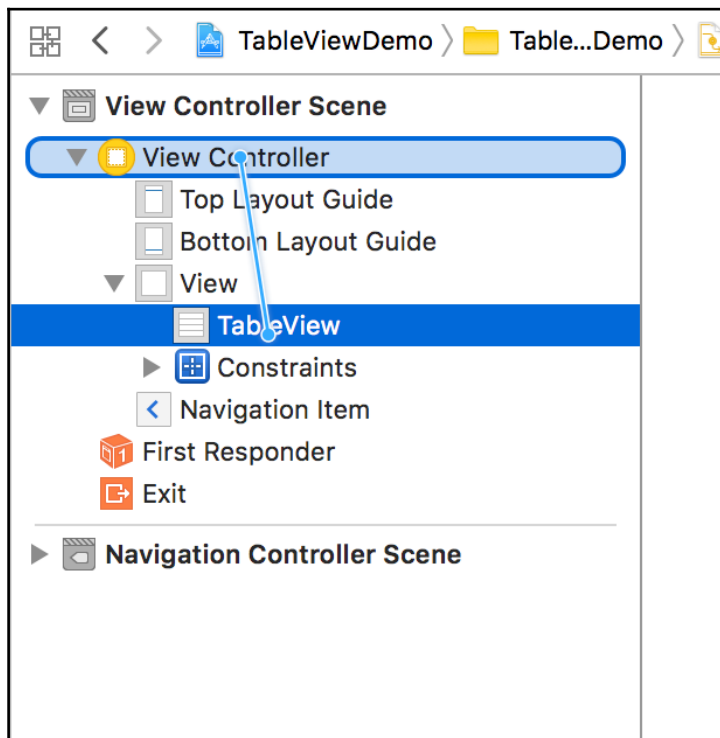 TableViewDemo Table...Demo
View Controller Scene
View Controller
Top Layout Guide
Bottom Layout Guide
View
TableView
Constraints
Navigation Item
First Responder
Exit
Navigation Controller Scene